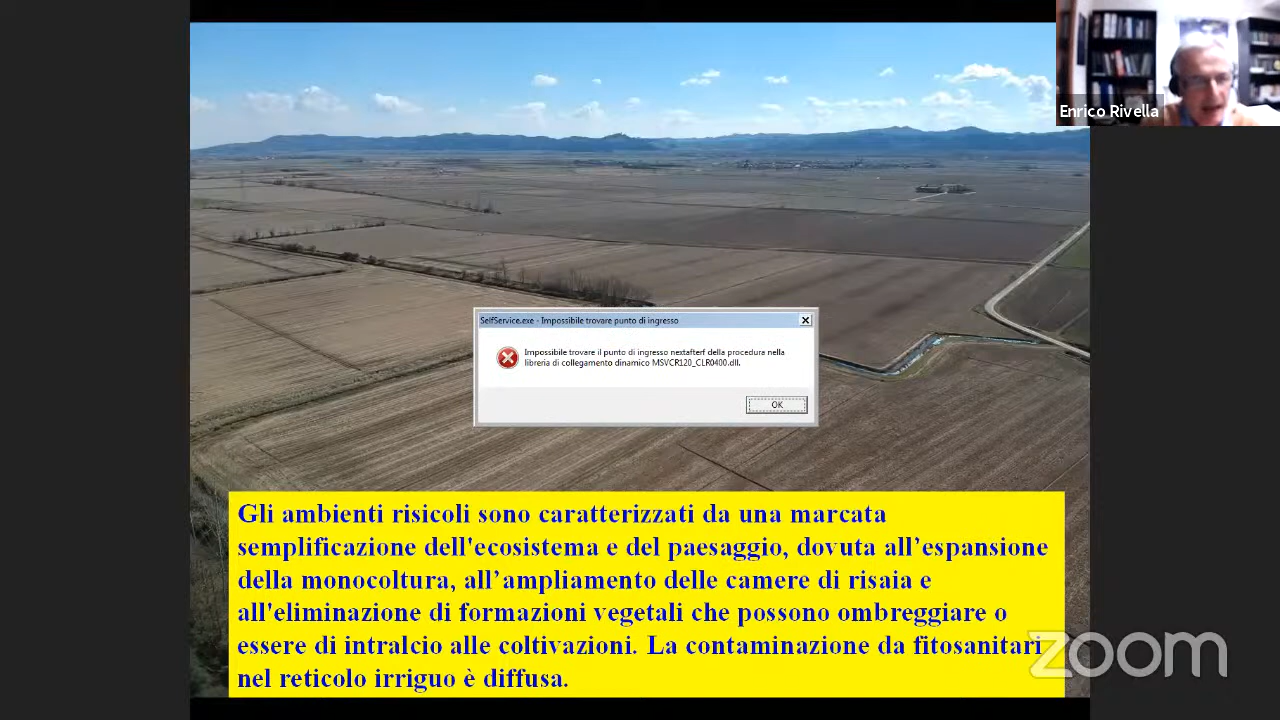 Enrico Rivella
SelfService.exe - Impossibile trovare punto di ingresso
Impossibile trovare il punto di ingresso nextafterf della procedura nella
libreria di collegamento dinamico MSVCR120_CLR0400.dll.
OK
Gli ambienti risicoli sono caratterizzati da una marcata
semplificazione dell'ecosistema e del paesaggio, dovuta all’espansione
della monocoltura, all’ampliamento delle camere di risaia e
all'eliminazione di formazioni vegetali che possono ombreggiare o
essere di intralcio alle coltivazioni. La contaminazione da fitosanitari
nel reticolo irriguo è diffusa.
zoom